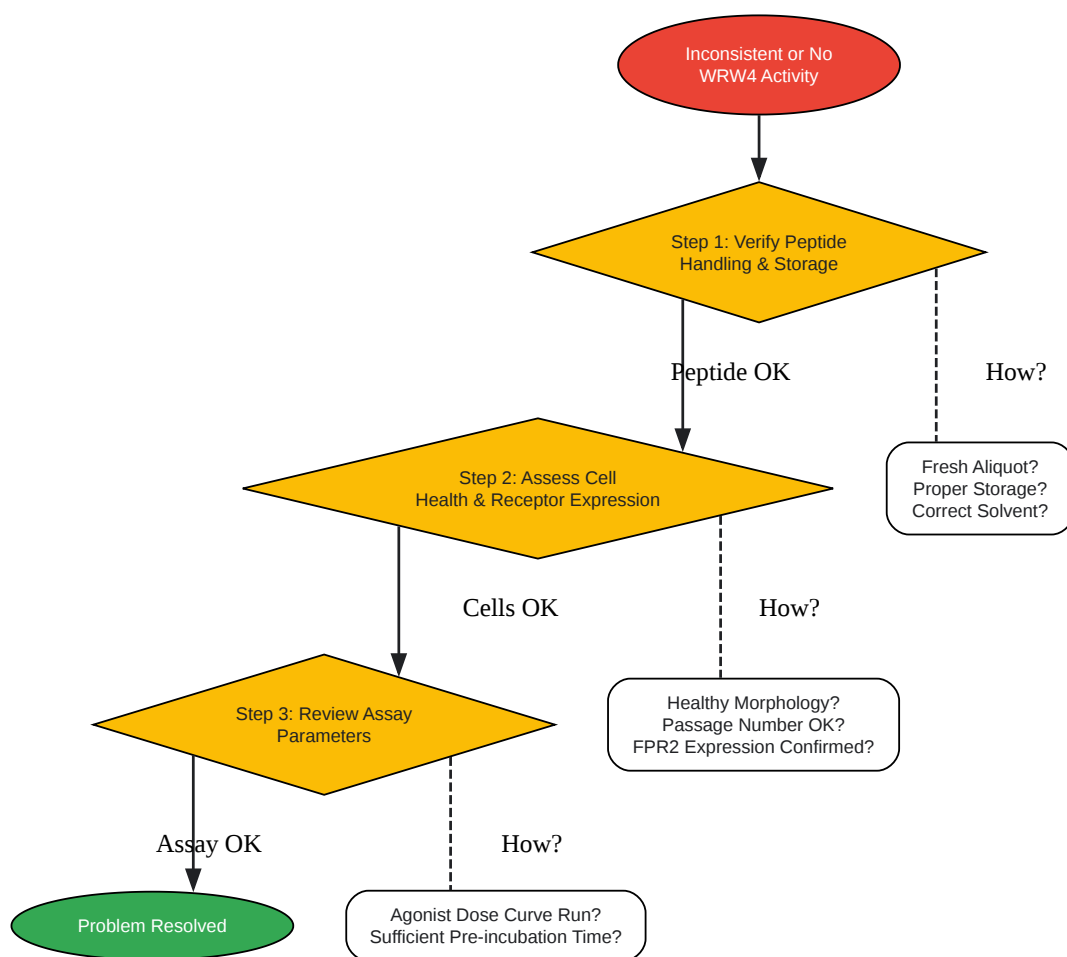 Inconsistent or No
WRW4 Activity
Step 1: Verify Peptide
Handling & Storage
Peptide OK
How?
Fresh Aliquot?
Proper Storage?
Correct Solvent?
Step 2: Assess Cell
Health & Receptor Expression
Cells OK
How?
Healthy Morphology?
Passage Number OK?
FPR2 Expression Confirmed?
Step 3: Review Assay
Parameters
Assay OK
How?
Agonist Dose Curve Run?
Sufficient Pre-incubation Time?
Problem Resolved